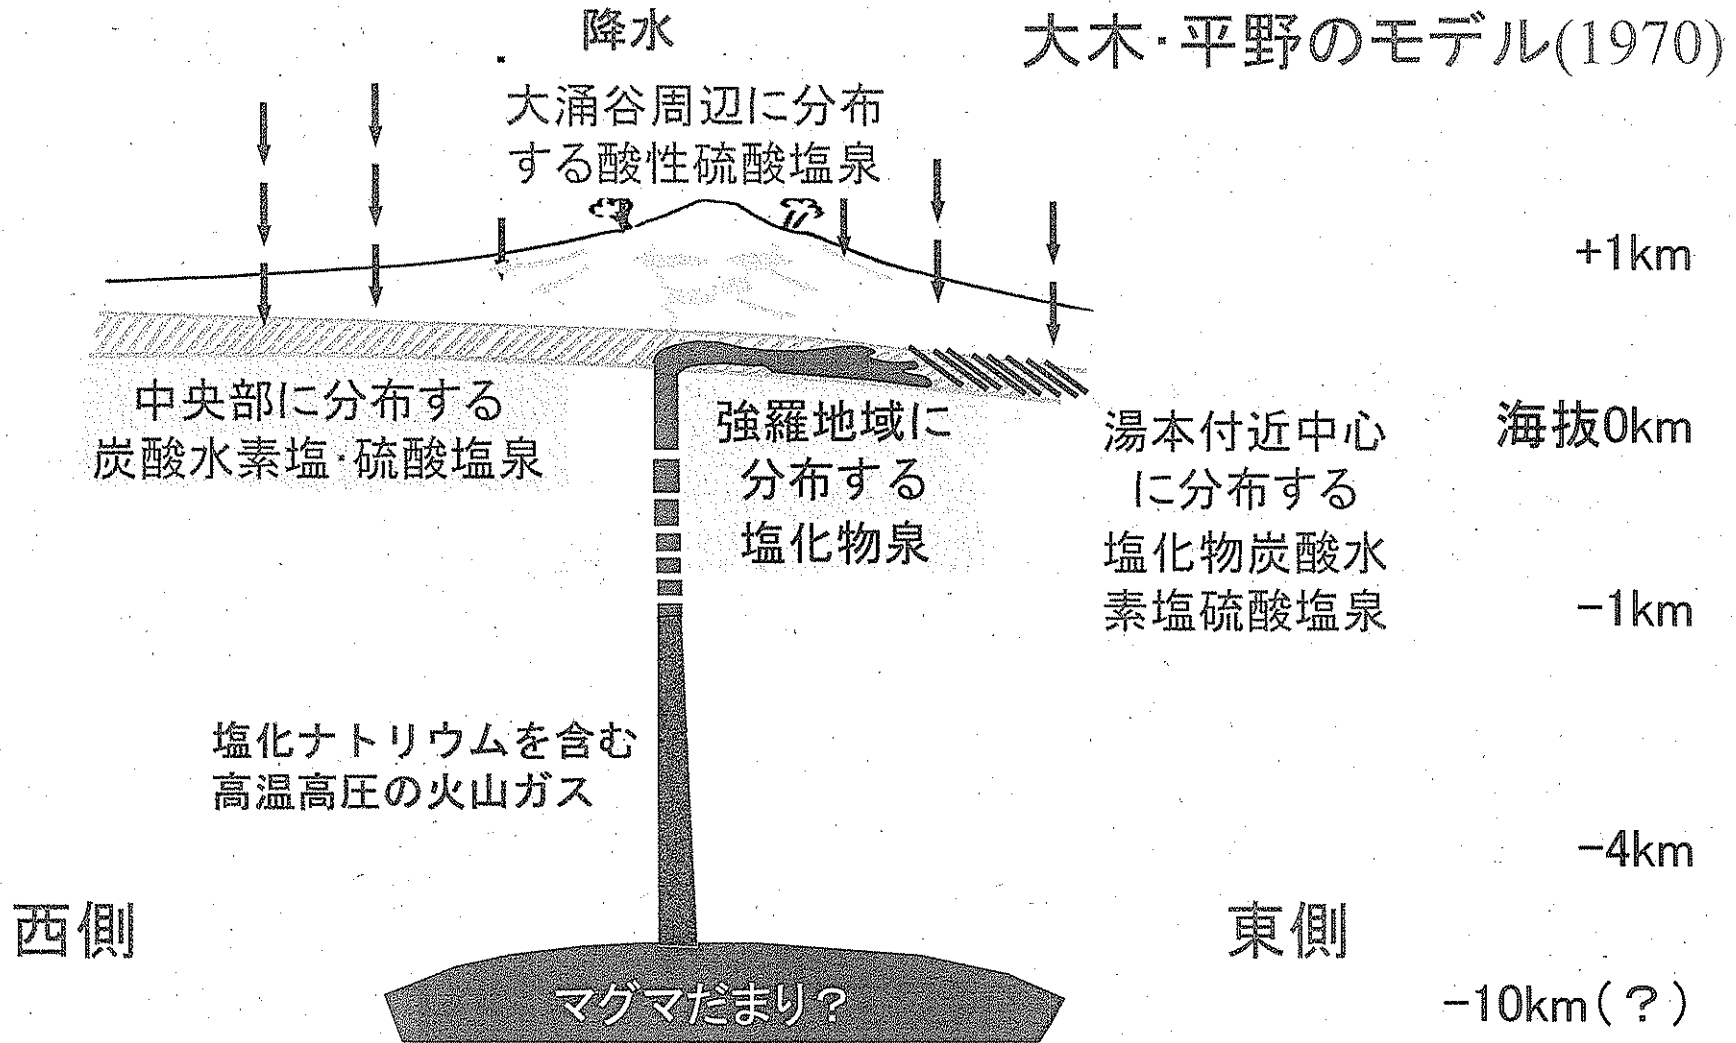 大木・平野のモデル(1970)
降水
大涌谷周辺に分布
する酸性硫酸塩泉
+1km
中央部に分布する
炭酸水素塩・硫酸塩泉
強羅地域に
分布する
塩化物泉
湯本付近中心
に分布する
塩化物炭酸水
素塩硫酸塩泉
海抜0km
-1km
塩化ナトリウムを含む
高温高圧の火山ガス
-4km
西側
東側
マグマだまり?
-10km(?)